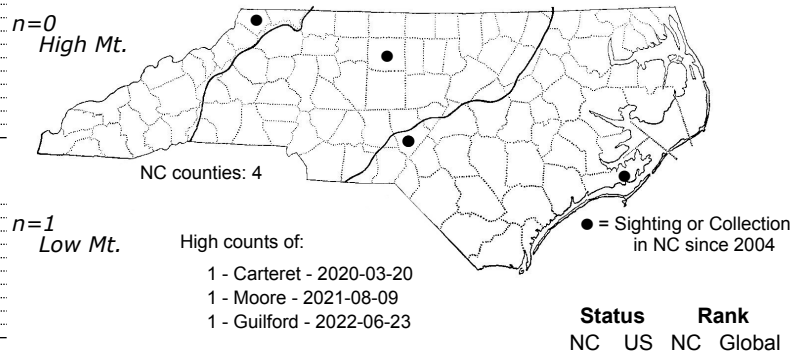 n=0
High Mt.
NC counties: 4
n=1
Low Mt.
High counts of:
1 - Carteret - 2020-03-20
1 - Moore - 2021-08-09
1 - Guilford - 2022-06-23
● = Sighting or Collection
in NC since 2004
Status Rank
NC US NC Global